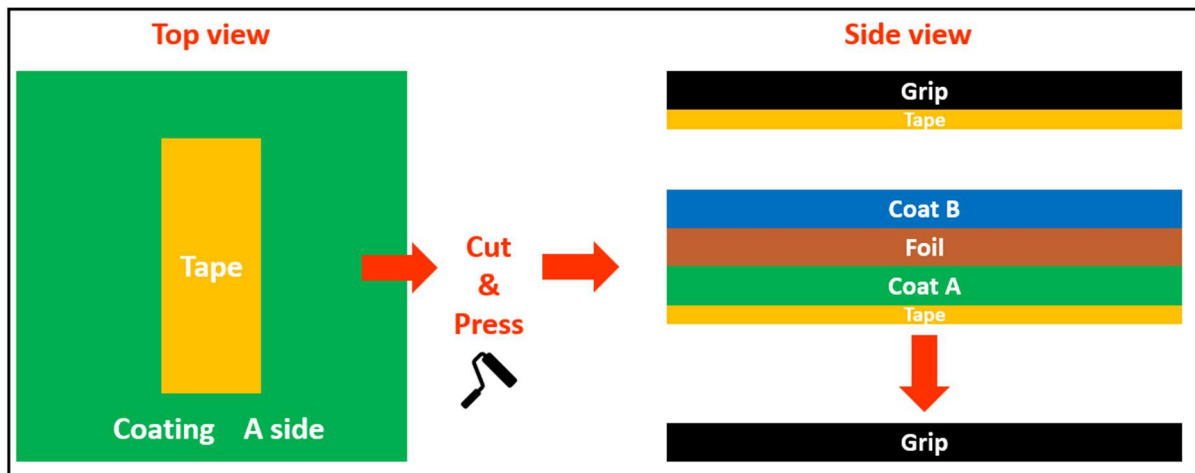 Top view
Tape
Coating A side
Cut
&
Press
Side view
Grip
Tape
Coat B
Foil
Coat A
Tape
Grip